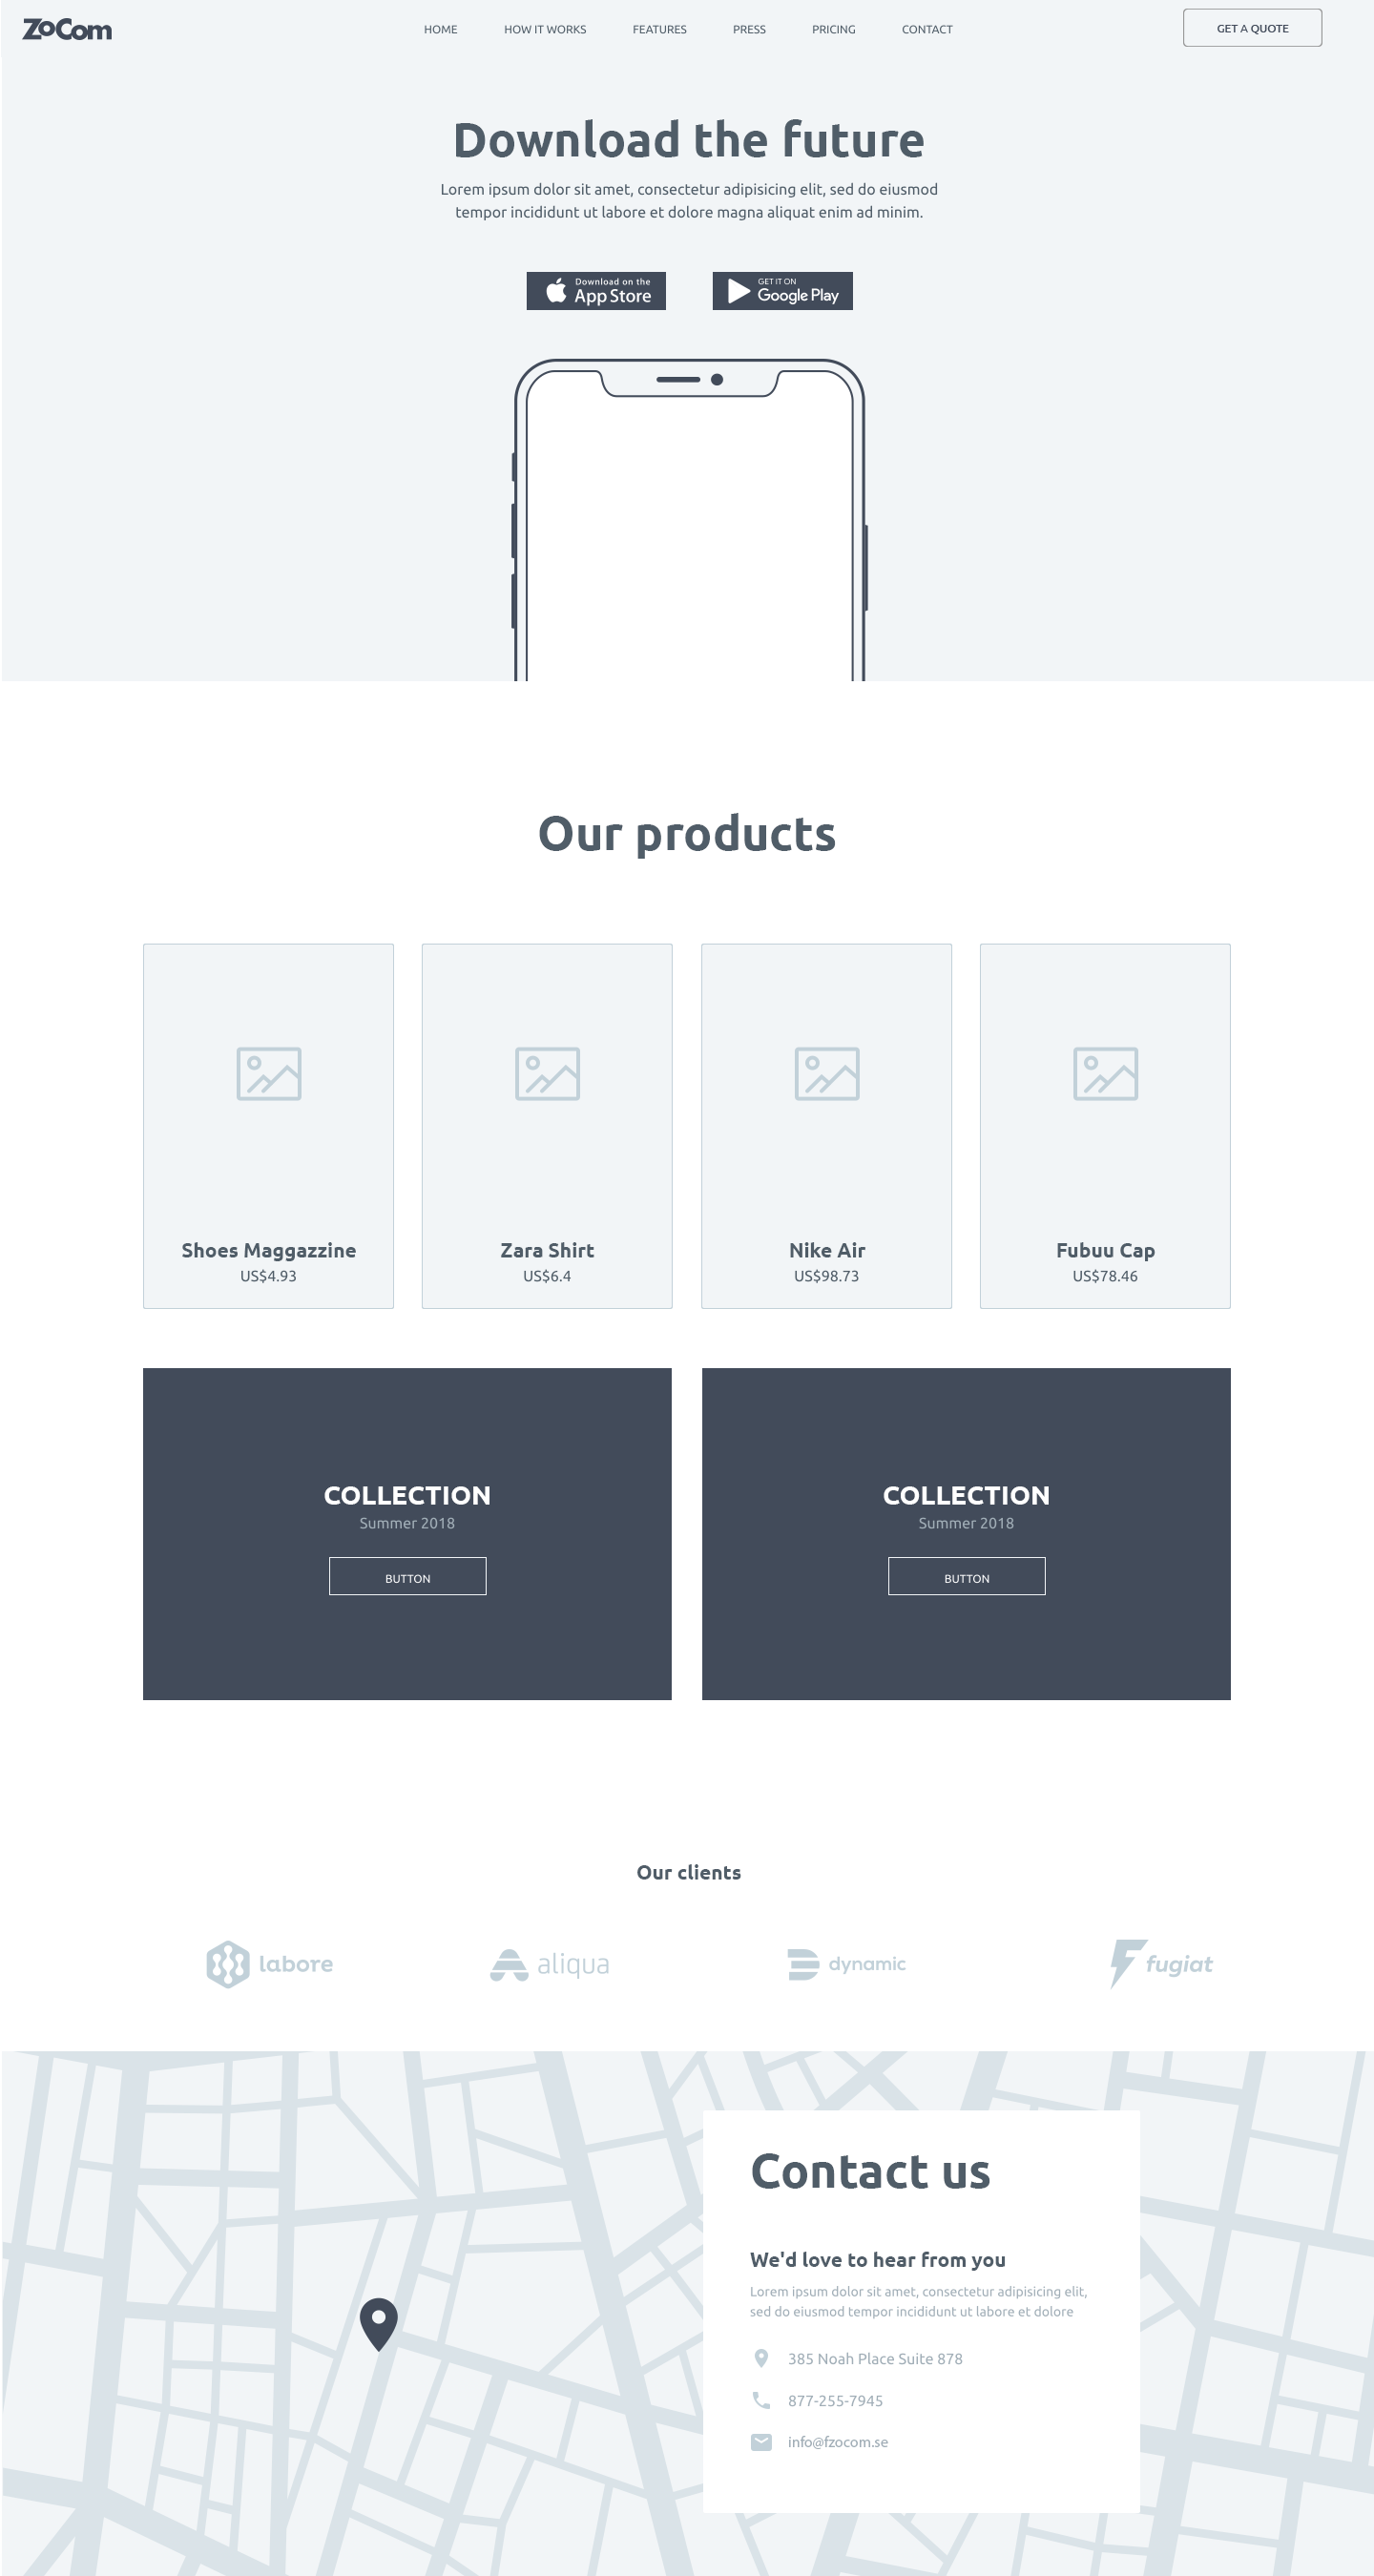 ZoCom
HOME HOW IT WORKS FEATURES PRESS PRICING CONTACT
GET A QUOTE
Download the future
Lorem ipsum dolor sit amet, consectetur adipisicing elit, sed do eiusmod
tempor incididunt ut labore et dolore magna aliquat enim ad minim.
Download on the
App Store
GET IT ON
Google Play
Our products
Shoes Maggazzine
US$4.93
Zara Shirt
US$6.4
Nike Air
US$98.73
Fubuu Cap
US$78.46
COLLECTION
Summer 2018
BUTTON
COLLECTION
Summer 2018
BUTTON
Our clients
labore
aliqua
dynamic
fugiat
Contact us
We'd love to hear from you
Lorem ipsum dolor sit amet, consectetur adipisicing elit,
sed do eiusmod tempor incididunt ut labore et dolore
385 Noah Place Suite 878
877-255-7945
info@fzocom.se